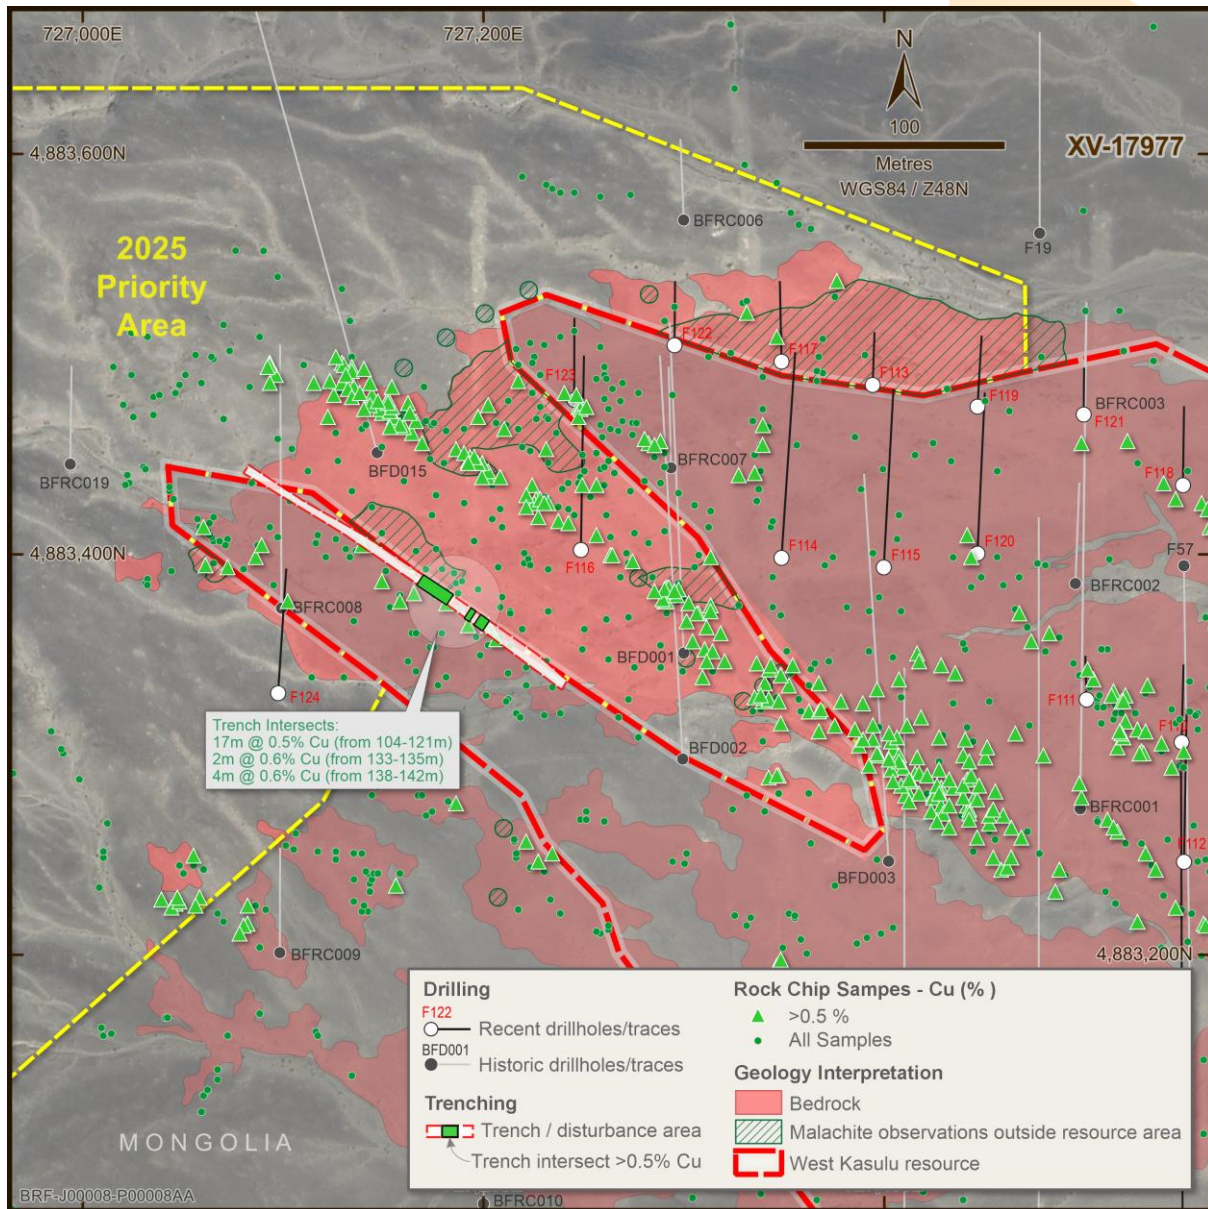 727,000E
727,200E
N
100
Metres
WGS84 / Z48N
XV-17977
4,883,600N
BFRC006
F19
2025
Priority
Area
F122
F117
F123
F113
F119
BFRC003
F121
BFD015
BFRC007
BFRC019
F118
4,883,400N
F116
F114
F115
F120
F57
BFRC002
BFRC008
BFD001
F124
F111
Trench Intersects:
17m @ 0.5% Cu (from 104-121m)
2m @ 0.6% Cu (from 133-135m)
4m @ 0.6% Cu (from 138-142m)
BFD002
BFRC001
F112
BFD003
BFRC009
4,883,200N
Drilling
F122
Recent drillholes/traces
BFD001
Historic drillholes/traces
Trenching
Trench / disturbance area
Trench intersect >0.5% Cu
Rock Chip Sampes - Cu (% )
>0.5 %
All Samples
Geology Interpretation
Bedrock
Malachite observations outside resource area
West Kasulu resource
MONGOLIA
BRF-J00008-P00008AA
BFRC010